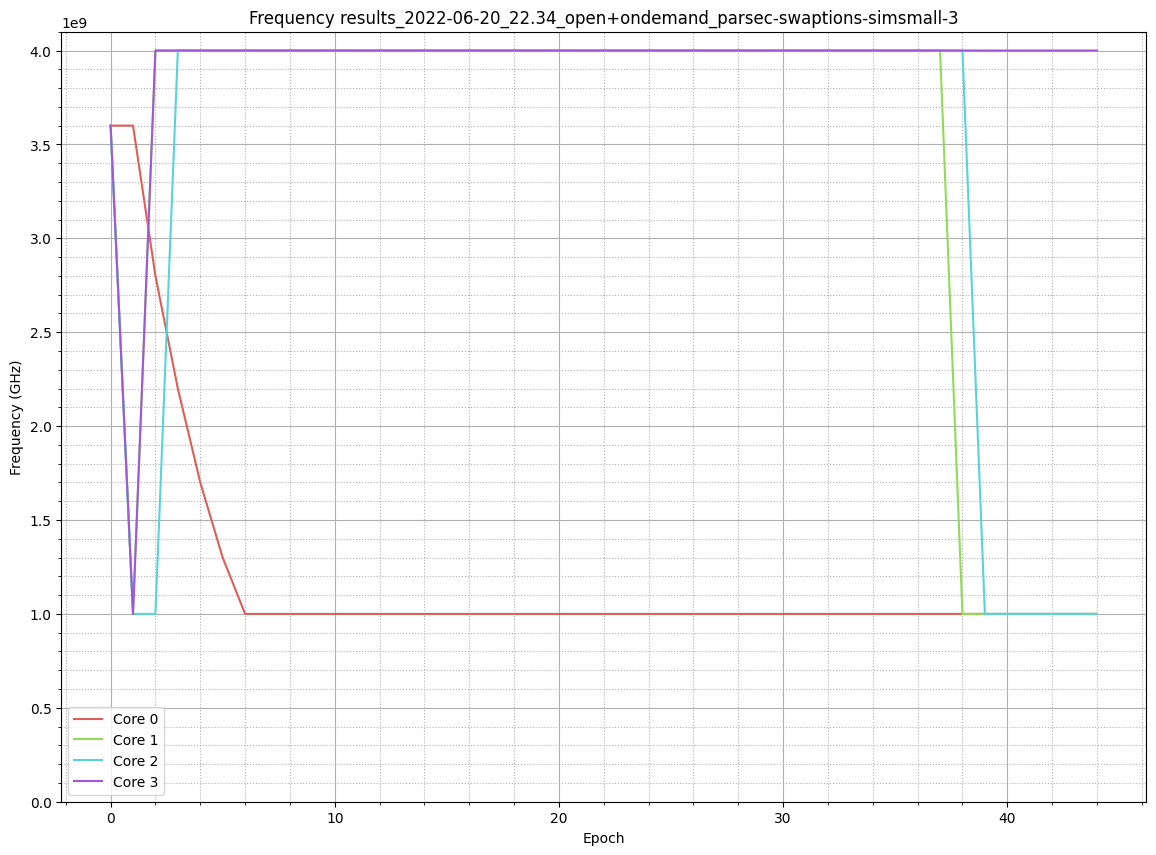 Frequency results_2022-06-20_22.34_open+ondemand_parsec-swaptions-simsmall-3
1e9
4.0
3.5
3.0
2.5
2.0
1.5
1.0
0.5
0.0
Frequency (GHz)
Core 0
Core 1
Core 2
Core 3
0 10 20 30 40
Epoch